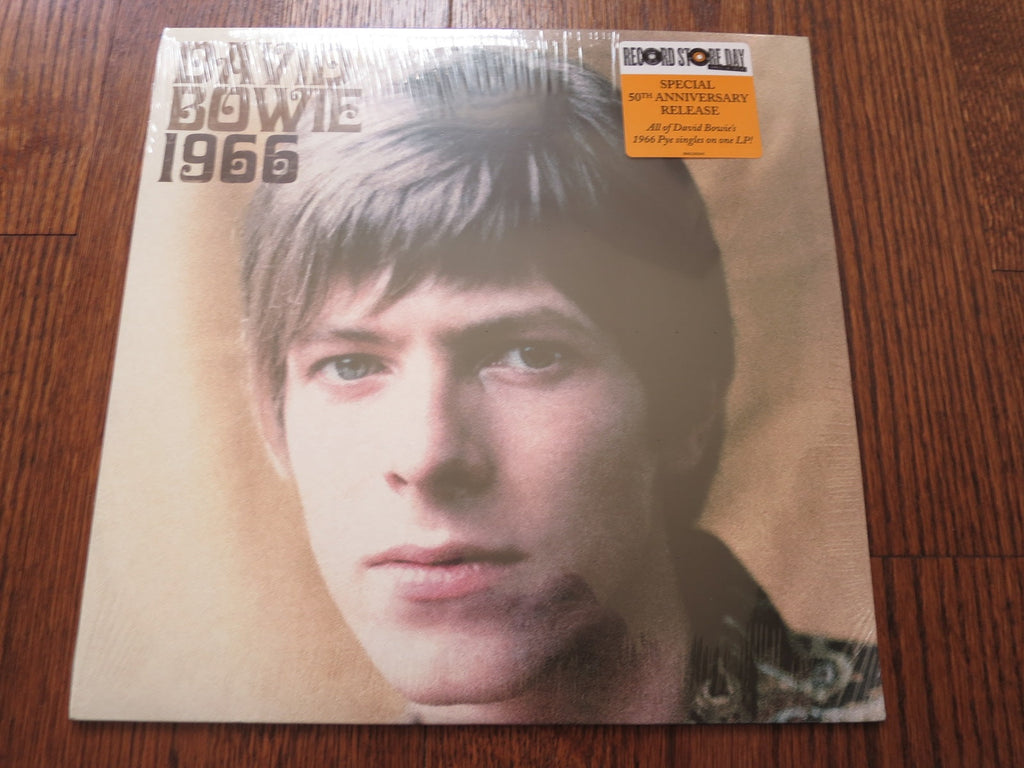 DAVID
BOWIE
1966
RECORD STORE DAY
SPECIAL
50TH ANNIVERSARY
RELEASE
All of David Bowie's
1966 Pye singles on one LP!